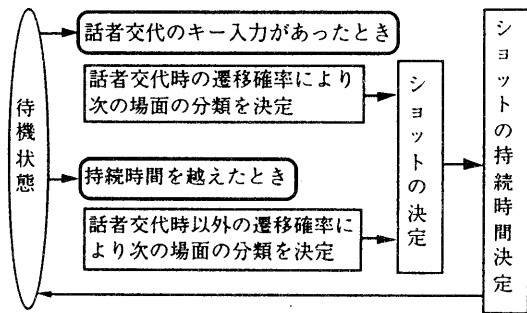 待機状態
話者交代のキー入力があったとき
話者交代時の遷移確率により
次の場面の分類を決定
持続時間を越えたとき
話者交代時以外の遷移確率に
より次の場面の分類を決定
ショットの決定
ショットの持続時間決定